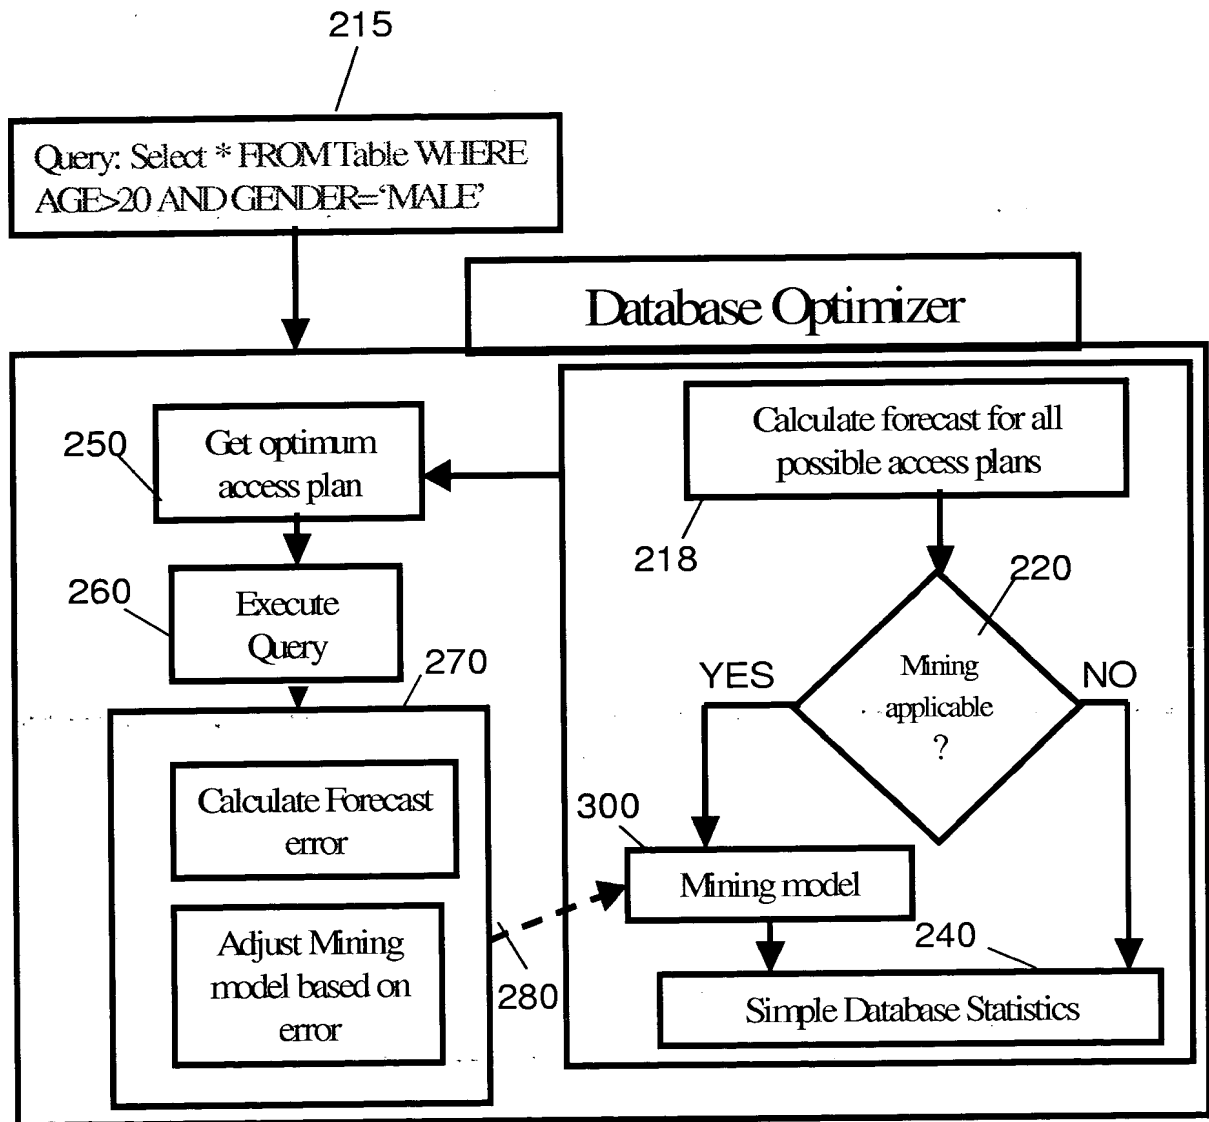 215
Query: Select * FROM Table WHERE
AGE>20 AND GENDER=‘MALE’
Database Optimizer
250
Get optimum
access plan
Calculate forecast for all
possible access plans
218
220
260
Execute
Query
270
YES
Mining
applicable
?
NO
Calculate Forecast
error
300
Mining model
Adjust Mining
model based on
error
280
240
Simple Database Statistics